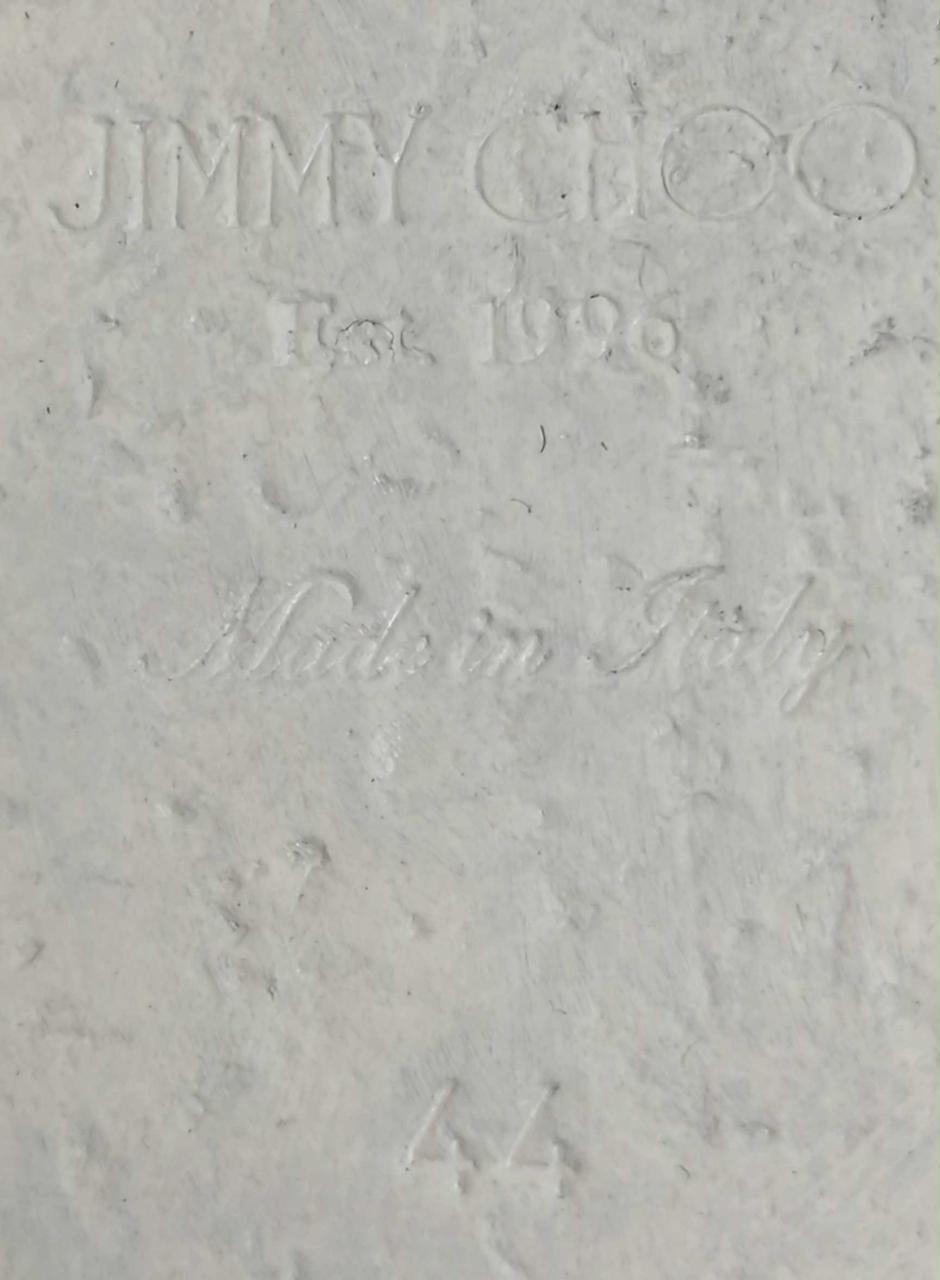 JIMMY CHOO
Est. 1996
Made in Italy
44